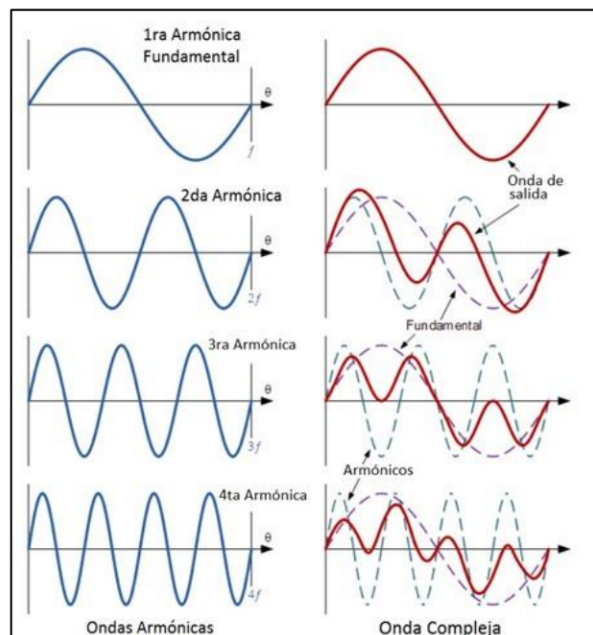 1ra Armónica
Fundamental
θ
f
Onda de
salida
2da Armónica
θ
2f
Fundamental
3ra Armónica
θ
3f
Armónicos
4ta Armónica
θ
4f
Ondas Armónicas
Onda Compleja